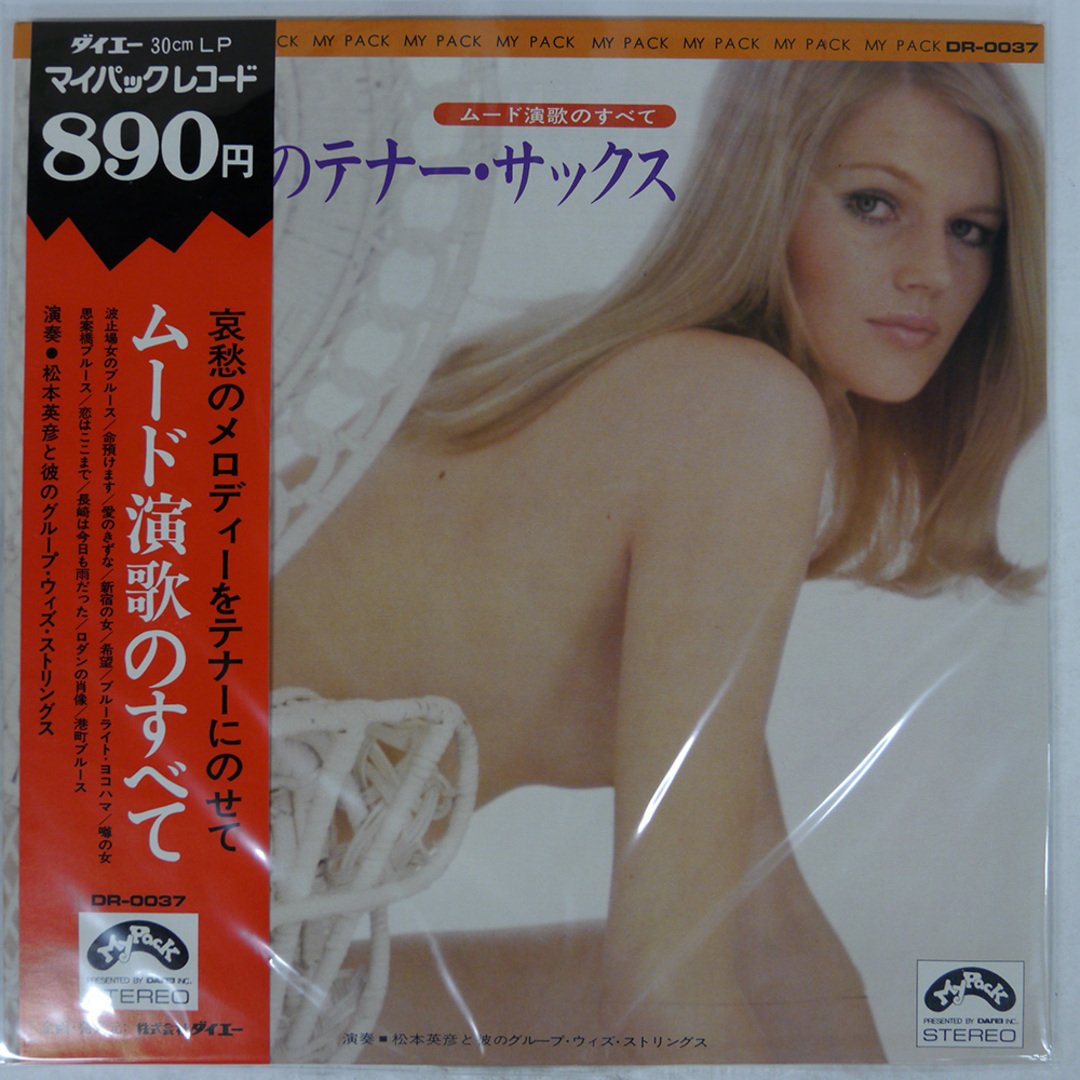 ダイエー 30cm LP
マイパックレコード
890円
CK MY PACK MY PACK MY PACK MY PACK MY PACK MY PACK MY PACK DR-0037
ムード演歌のすべて
のテナー・サックス
哀愁のメロディーをテナーにのせて
ムード演歌のすべて
波止場女のブルース/命預けます/愛のきずな/新宿の女/希望/ブルーライト・ヨコハマ/噂の女
思案橋ブルース/恋はここまで/長崎は今日も雨だった/ロダンの肖像/港町ブルース
演奏●松本英彦と彼のグループ・ウィズ・ストリングス
DR-0037
My Pack
PRESENTED BY DAIEI INC.
STEREO
株式会社ダイエー
演奏■松本英彦と彼のグループ・ウィズ・ストリングス
My Pack
PRESENTED BY DAIEI INC.
STEREO